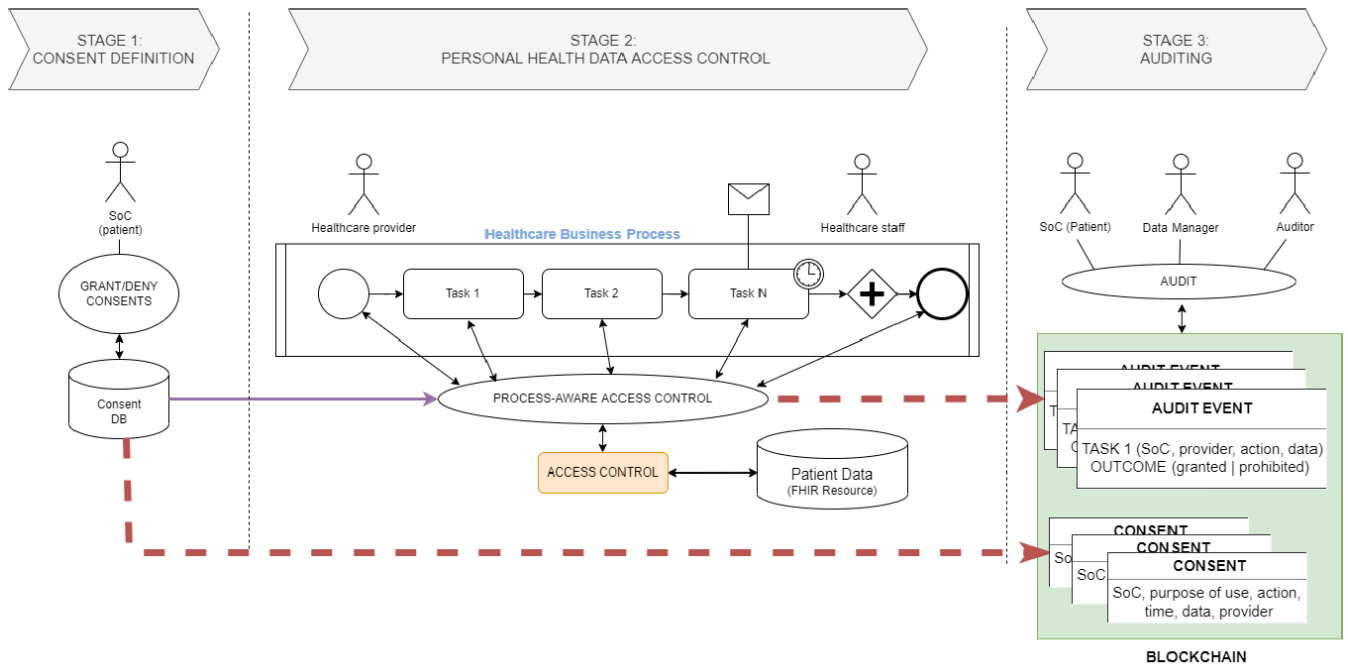 STAGE 1:
CONSENT DEFINITION
STAGE 2:
PERSONAL HEALTH DATA ACCESS CONTROL
STAGE 3:
AUDITING
SoC
(patient)
GRANT/DENY
CONSENTS
Consent
DB
Healthcare provider
Healthcare staff
Healthcare Business Process
Task 1
Task 2
Task N
PROCESS-AWARE ACCESS CONTROL
ACCESS CONTROL
Patient Data
(FHIR Resource)
SoC (Patient)
Data Manager
Auditor
AUDIT
AUDIT EVENT
AUDIT EVENT
AUDIT EVENT
T
TA
O
TASK 1 (SoC, provider, action, data)
OUTCOME (granted | prohibited)
CONSENT
So
CONSENT
SoC
CONSENT
SoC, purpose of use, action,
time, data, provider
BLOCKCHAIN